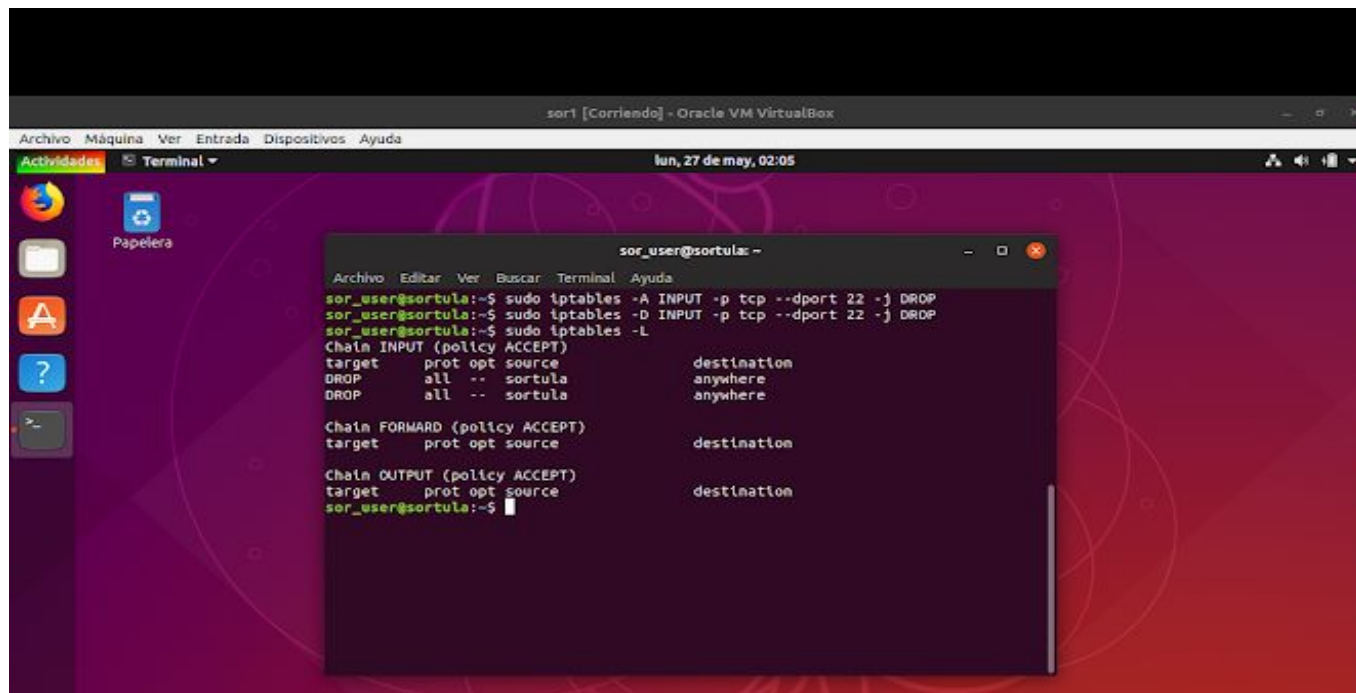 sor1 [Corriendo] - Oracle VM VirtualBox
Archivo Máquina Ver Entrada Dispositivos Ayuda
Actividades Terminal lun, 27 de may, 02:05
Papelera
sor_user@sortula: ~
Archivo Editar Ver Buscar Terminal Ayuda
sor_user@sortula:~$ sudo iptables -A INPUT -p tcp --dport 22 -j DROP
sor_user@sortula:~$ sudo iptables -D INPUT -p tcp --dport 22 -j DROP
sor_user@sortula:~$ sudo iptables -L
Chain INPUT (policy ACCEPT)
target prot opt source destination
DROP all -- sortula anywhere
DROP all -- sortula anywhere
Chain FORWARD (policy ACCEPT)
target prot opt source destination
Chain OUTPUT (policy ACCEPT)
target prot opt source destination
sor_user@sortula:~$